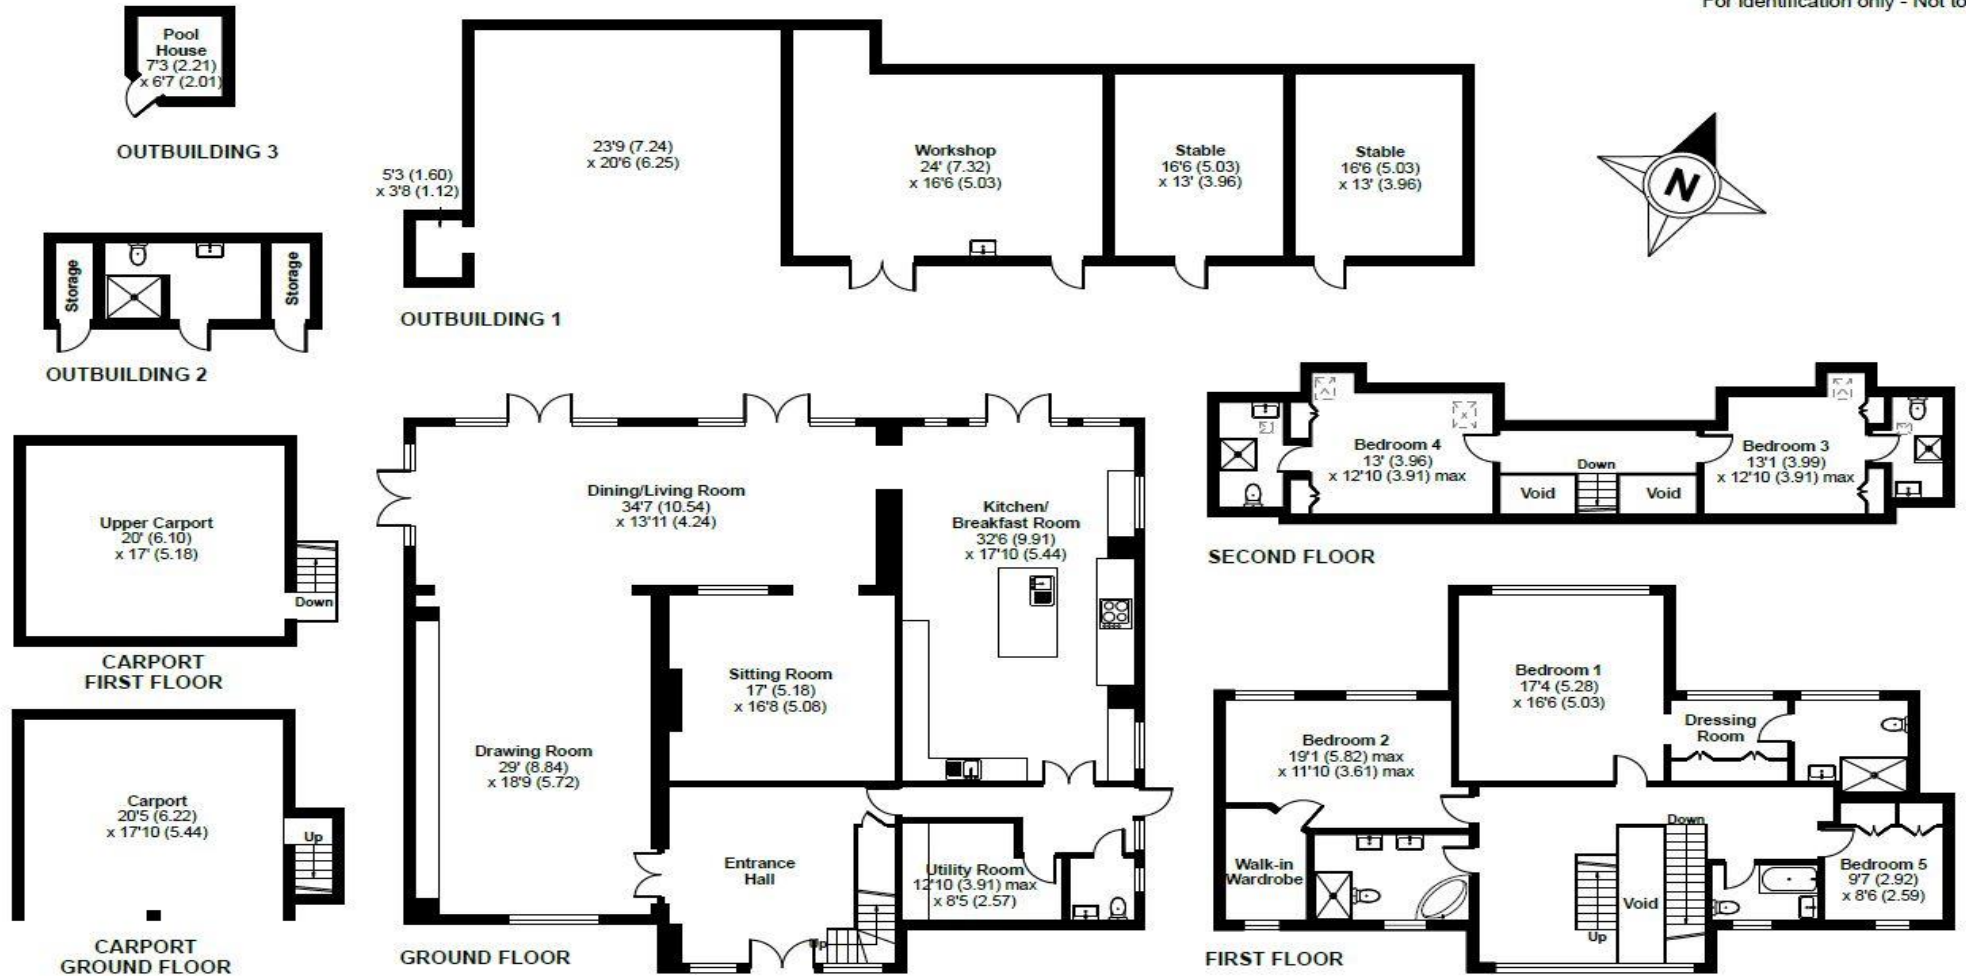 For identification only - Not to
Pool
House
7'3 (2.21)
x 6'7 (2.01)
OUTBUILDING 3
5'3 (1.60)
x 3'8 (1.12)
23'9 (7.24)
x 20'6 (6.25)
Workshop
24' (7.32)
x 16'6 (5.03)
Stable
16'6 (5.03)
x 13' (3.96)
Stable
16'6 (5.03)
x 13' (3.96)
N
OUTBUILDING 1
Storage
Storage
OUTBUILDING 2
Upper Carport
20' (6.10)
x 17' (5.18)
Down
CARPORT
FIRST FLOOR
Carport
20'5 (6.22)
x 17'10 (5.44)
Up
CARPORT
GROUND FLOOR
Dining/Living Room
34'7 (10.54)
x 13'11 (4.24)
Kitchen/
Breakfast Room
32'6 (9.91)
x 17'10 (5.44)
Sitting Room
17' (5.18)
x 16'8 (5.08)
Drawing Room
29' (8.84)
x 18'9 (5.72)
Entrance
Hall
Utility Room
12'10 (3.91) max
x 8'5 (2.57)
Up
GROUND FLOOR
Bedroom 4
13' (3.96)
x 12'10 (3.91) max
Down
Void
Void
Bedroom 3
13'1 (3.99)
x 12'10 (3.91) max
SECOND FLOOR
Bedroom 1
17'4 (5.28)
x 16'6 (5.03)
Dressing
Room
Bedroom 2
19'1 (5.82) max
x 11'10 (3.61) max
Walk-in
Wardrobe
Down
Void
Up
Bedroom 5
9'7 (2.92)
x 8'6 (2.59)
FIRST FLOOR